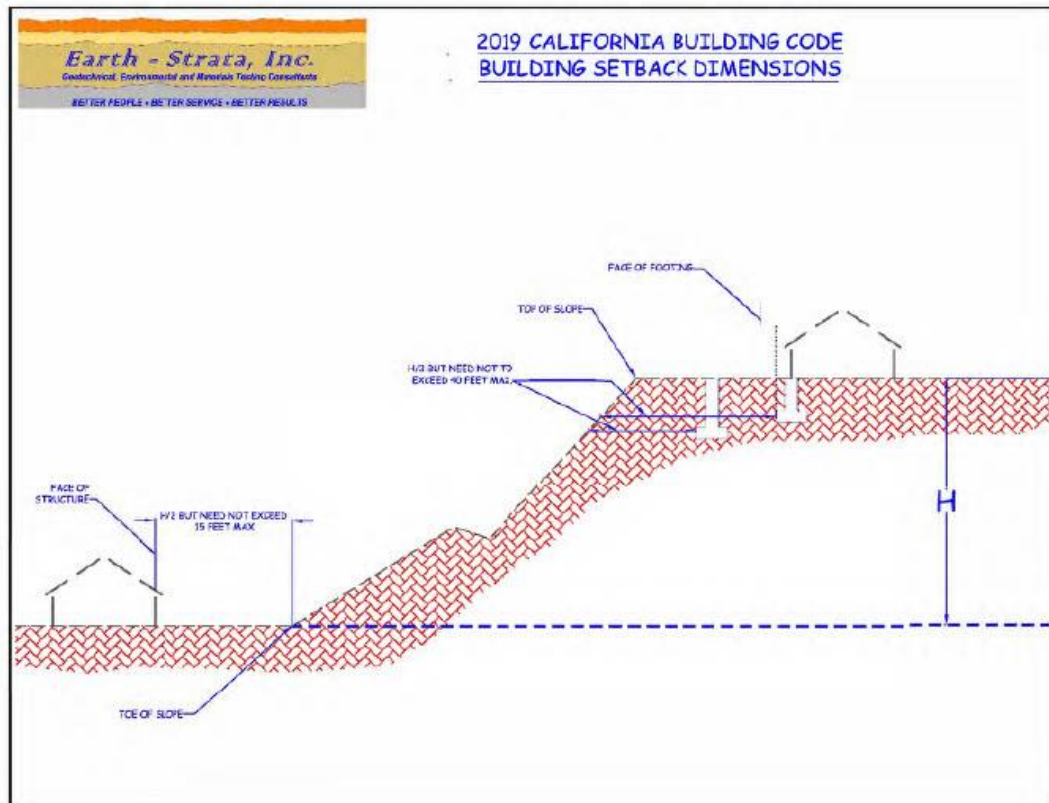 Earth - Strata, Inc.
Geotechnical, Environmental and Materials Testing Consultants
BETTER PEOPLE • BETTER SERVICE • BETTER RESULTS
2019 CALIFORNIA BUILDING CODE
BUILDING SETBACK DIMENSIONS
FACE OF FOOTING
TOP OF SLOPE
H/3 BUT NEED NOT TO
EXCEED 40 FEET MAX.
FACE OF
STRUCTURE
H/2 BUT NEED NOT EXCEED
15 FEET MAX
H
TOE OF SLOPE